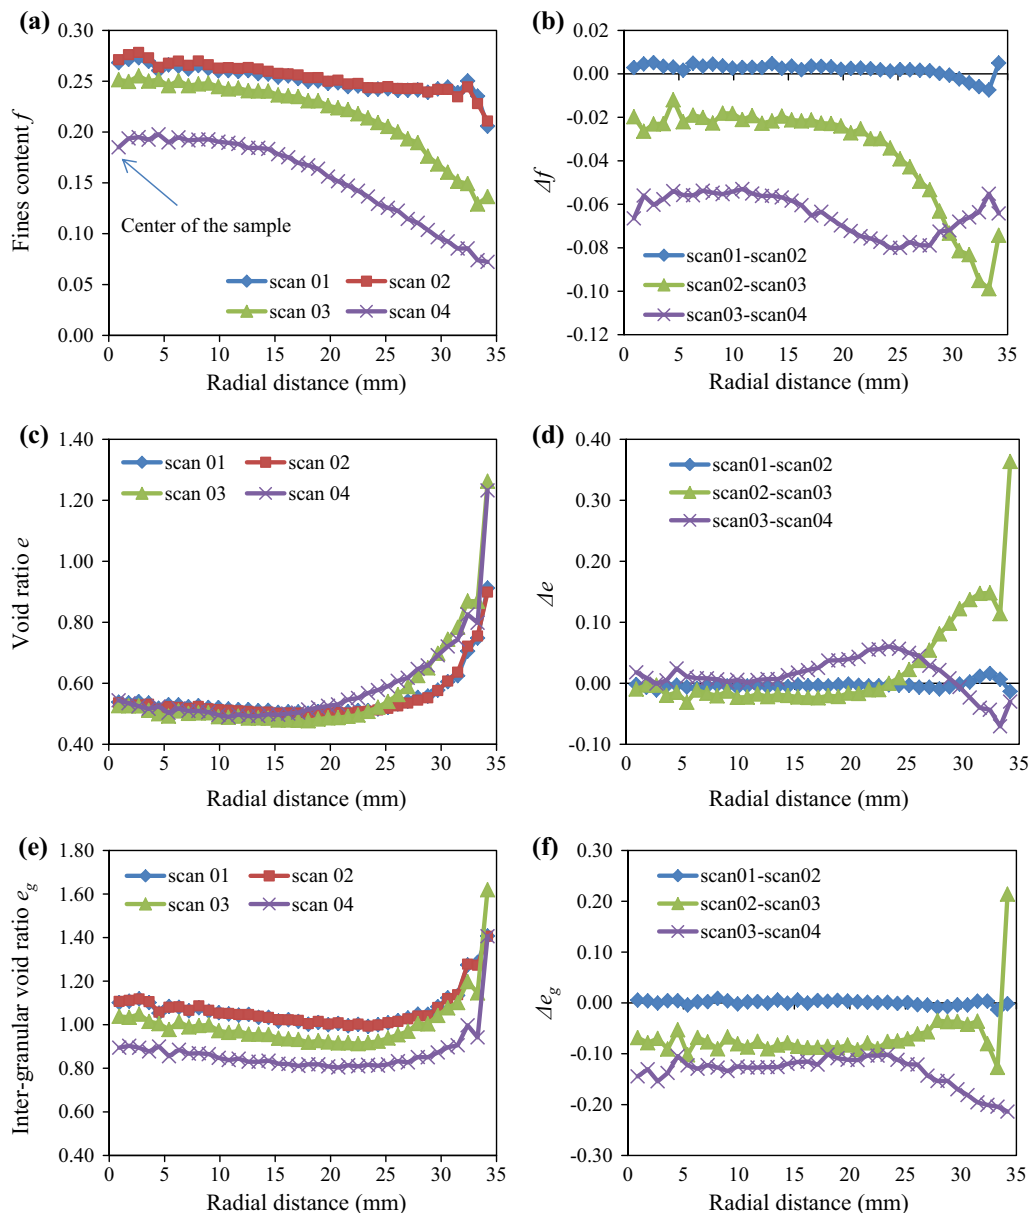 (a)
0.30
0.25
0.20
0.15
0.10
0.05
0.00
Fines content f
Center of the sample
scan 01 scan 02
scan 03 scan 04
0 5 10 15 20 25 30 35
Radial distance (mm)
(b)
0.02
0.00
-0.02
-0.04
-0.06
-0.08
-0.10
-0.12
Δf
scan01-scan02
scan02-scan03
scan03-scan04
0 5 10 15 20 25 30 35
Radial distance (mm)
(c)
1.40
1.20
1.00
0.80
0.60
0.40
Void ratio e
scan 01 scan 02
scan 03 scan 04
0 5 10 15 20 25 30 35
Radial distance (mm)
(d)
0.40
0.30
0.20
0.10
0.00
-0.10
Δe
scan01-scan02
scan02-scan03
scan03-scan04
0 5 10 15 20 25 30 35
Radial distance (mm)
(e)
1.80
1.60
1.40
1.20
1.00
0.80
0.60
0.40
Inter-granular void ratio eg
scan 01 scan 02
scan 03 scan 04
0 5 10 15 20 25 30 35
Radial distance (mm)
(f)
0.30
0.20
0.10
0.00
-0.10
-0.20
-0.30
Δeg
scan01-scan02
scan02-scan03
scan03-scan04
0 5 10 15 20 25 30 35
Radial distance (mm)